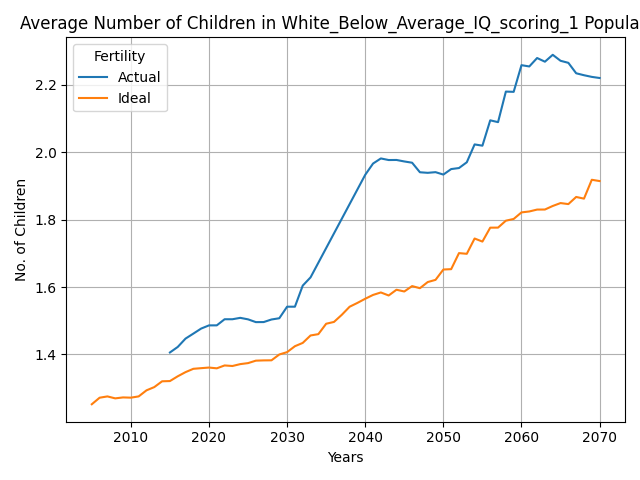 Average Number of Children in White_Below_Average_IQ_scoring_1 Popula
Fertility
Actual
Ideal
No. of Children
2.2
2.0
1.8
1.6
1.4
2010 2020 2030 2040 2050 2060 2070
Years